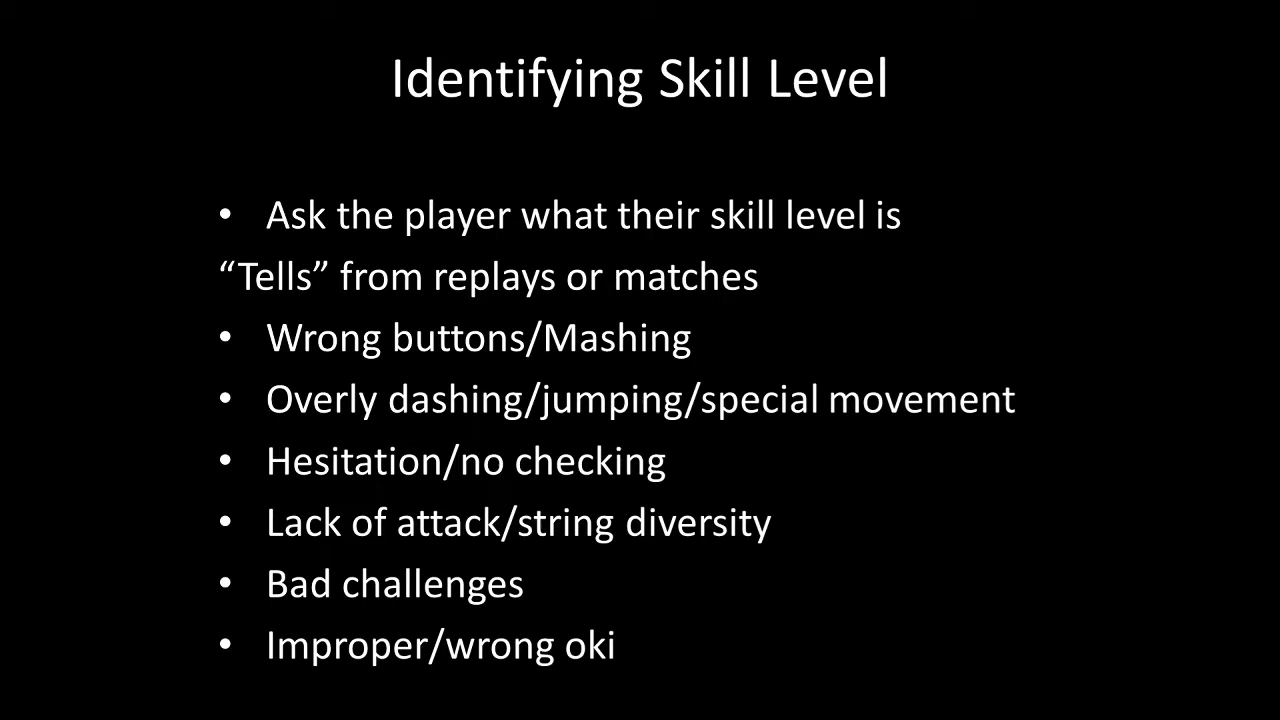 Identifying Skill Level
• Ask the player what their skill level is
“Tells” from replays or matches
• Wrong buttons/Mashing
• Overly dashing/jumping/special movement
• Hesitation/no checking
• Lack of attack/string diversity
• Bad challenges
• Improper/wrong oki